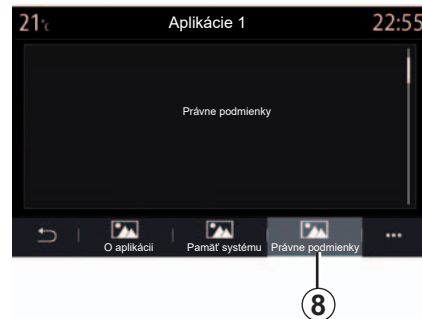 21°C Aplikácie 1 22:55
Právne podmienky
O aplikácii Pamäť systému Právne podmienky
8